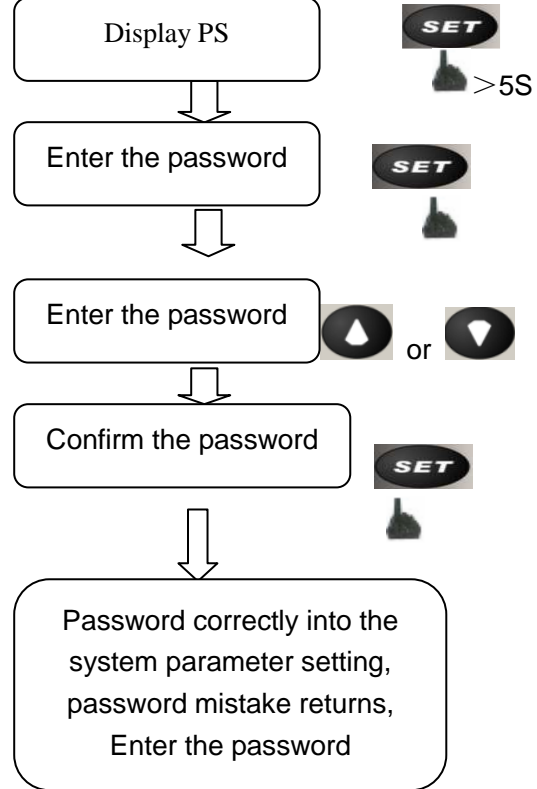 Display PS
SET
>5S
Enter the password
SET
Enter the password
or
Confirm the password
SET
Password correctly into the
system parameter setting,
password mistake returns,
Enter the password